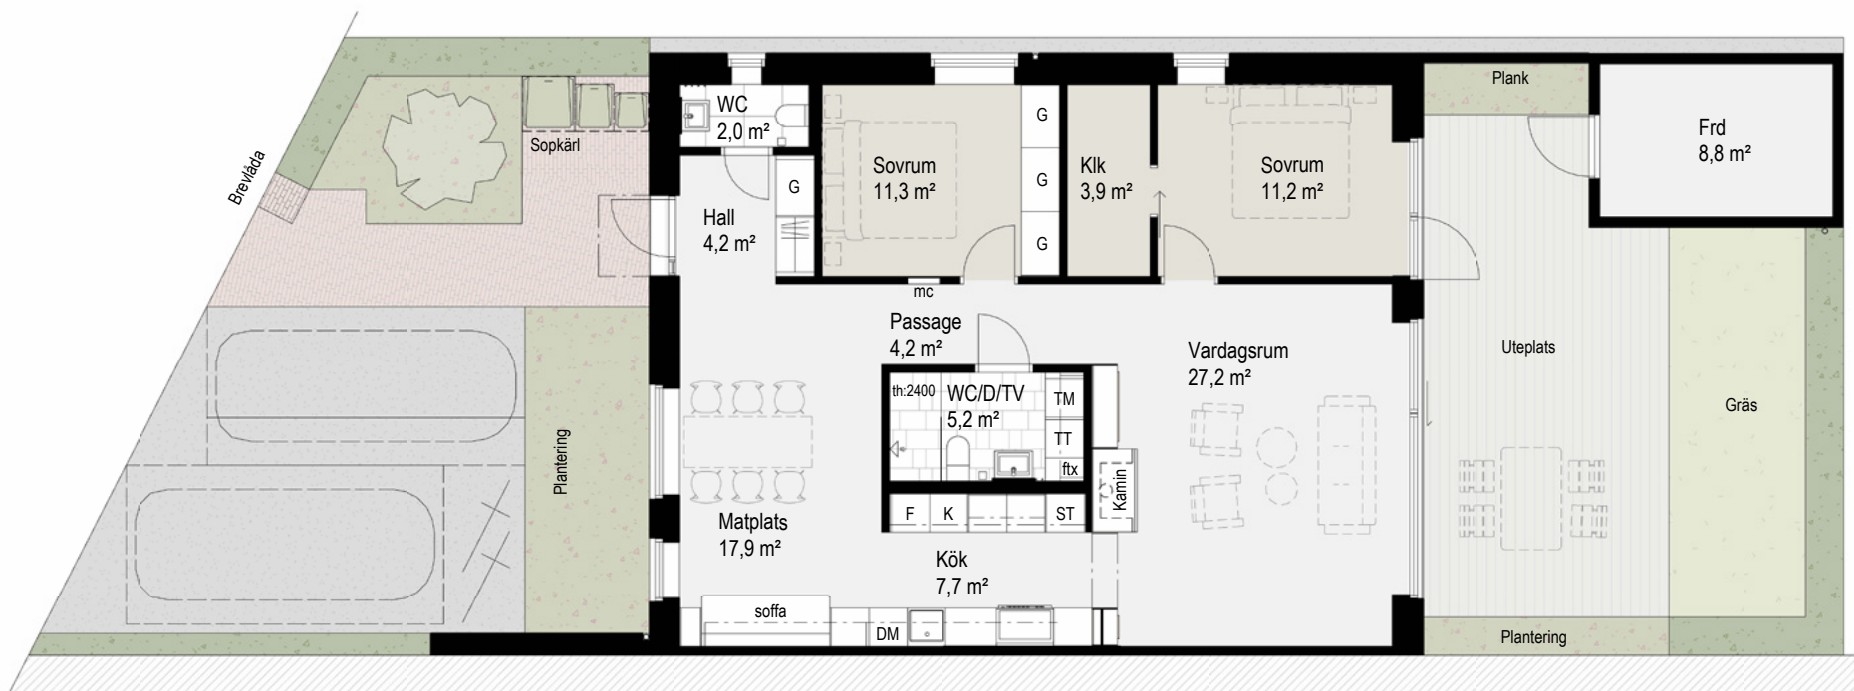 Brevlåda
Sopkärl
Plantering
WC
2,0 m²
Hall
4,2 m²
G
Sovrum
11,3 m²
G
G
G
Klk
3,9 m²
Sovrum
11,2 m²
Plank
Frd
8,8 m²
mc
Passage
4,2 m²
th:2400
WC/D/TV
5,2 m²
TM
TT
ftx
Kamin
Vardagsrum
27,2 m²
Uteplats
Gräs
Matplats
17,9 m²
F
K
ST
Kök
7,7 m²
soffa
DM
Plantering